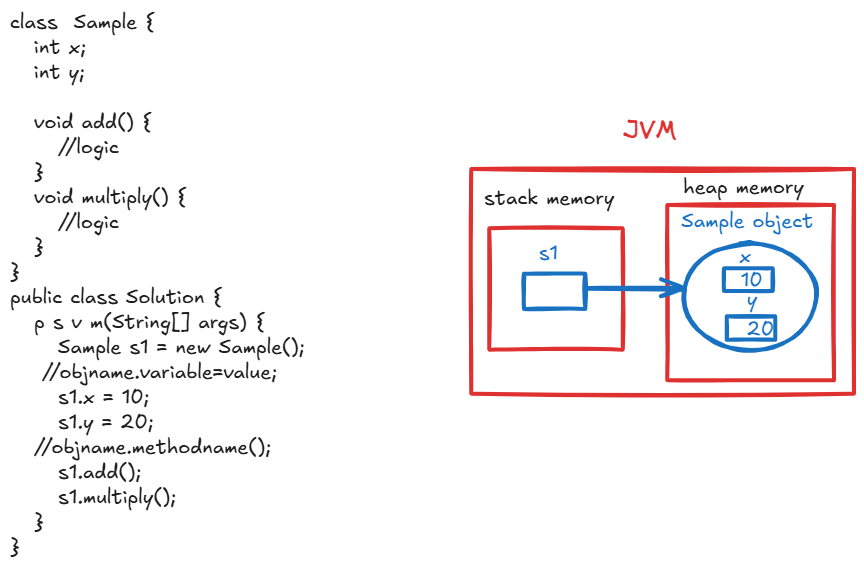 class Sample {
int x;
int y;
void add() {
//logic
}
void multiply() {
//logic
}
}
public class Solution {
p s v m(String[] args) {
Sample s1 = new Sample();
//objname.variable=value;
s1.x = 10;
s1.y = 20;
//objname.methodname();
s1.add();
s1.multiply();
}
}
JVM
stack memory
s1
heap memory
Sample object
x
10
y
20